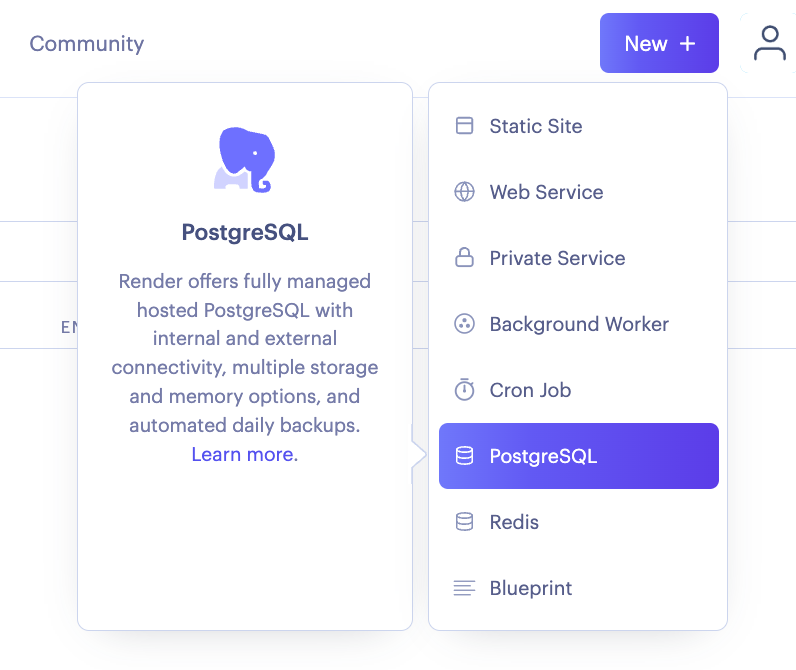 Community
New +
PostgreSQL
Render offers fully managed
hosted PostgreSQL with
internal and external
connectivity, multiple storage
and memory options, and
automated daily backups.
Learn more.
EN
Static Site
Web Service
Private Service
Background Worker
Cron Job
PostgreSQL
Redis
Blueprint